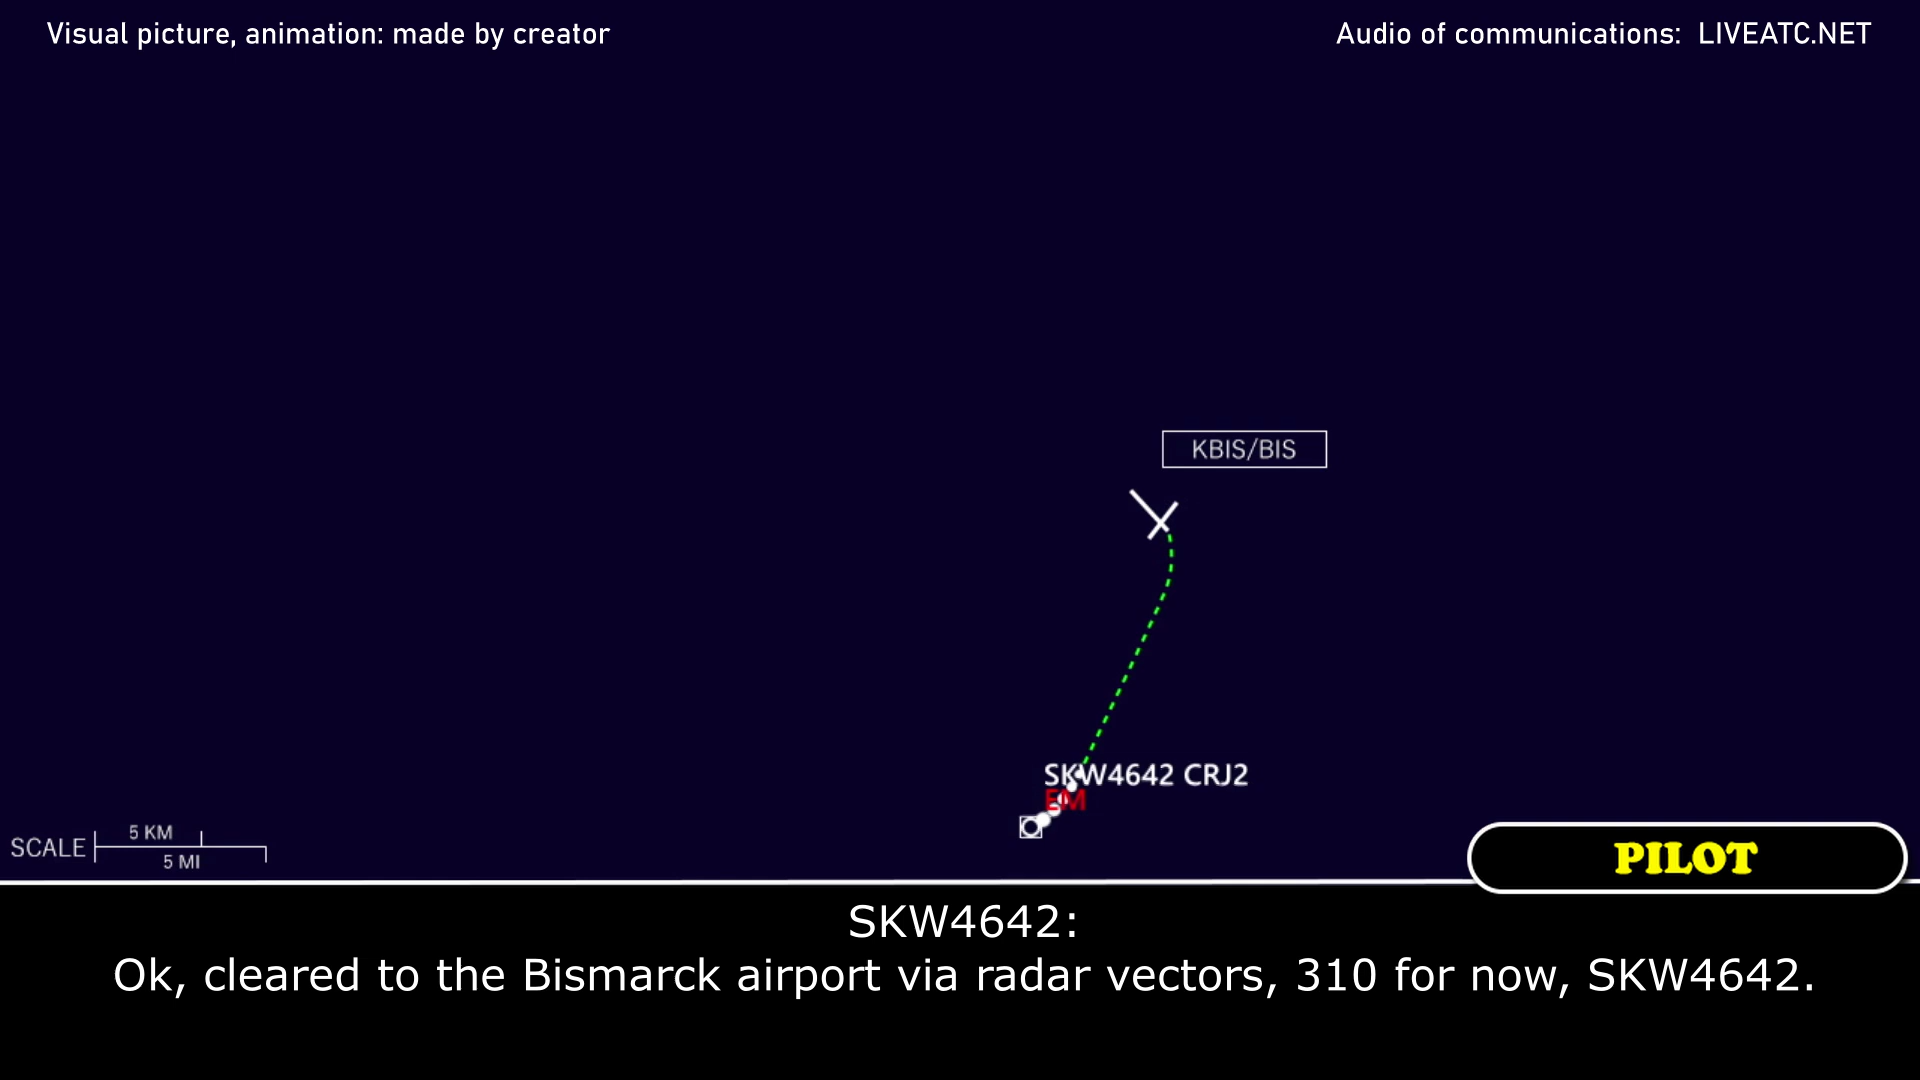 Visual picture, animation: made by creator
Audio of communications: LIVEATC.NET
KBIS/BIS
SKW4642 CRJ2
EM
SCALE
5 KM
5 MI
PILOT
SKW4642:
Ok, cleared to the Bismarck airport via radar vectors, 310 for now, SKW4642.